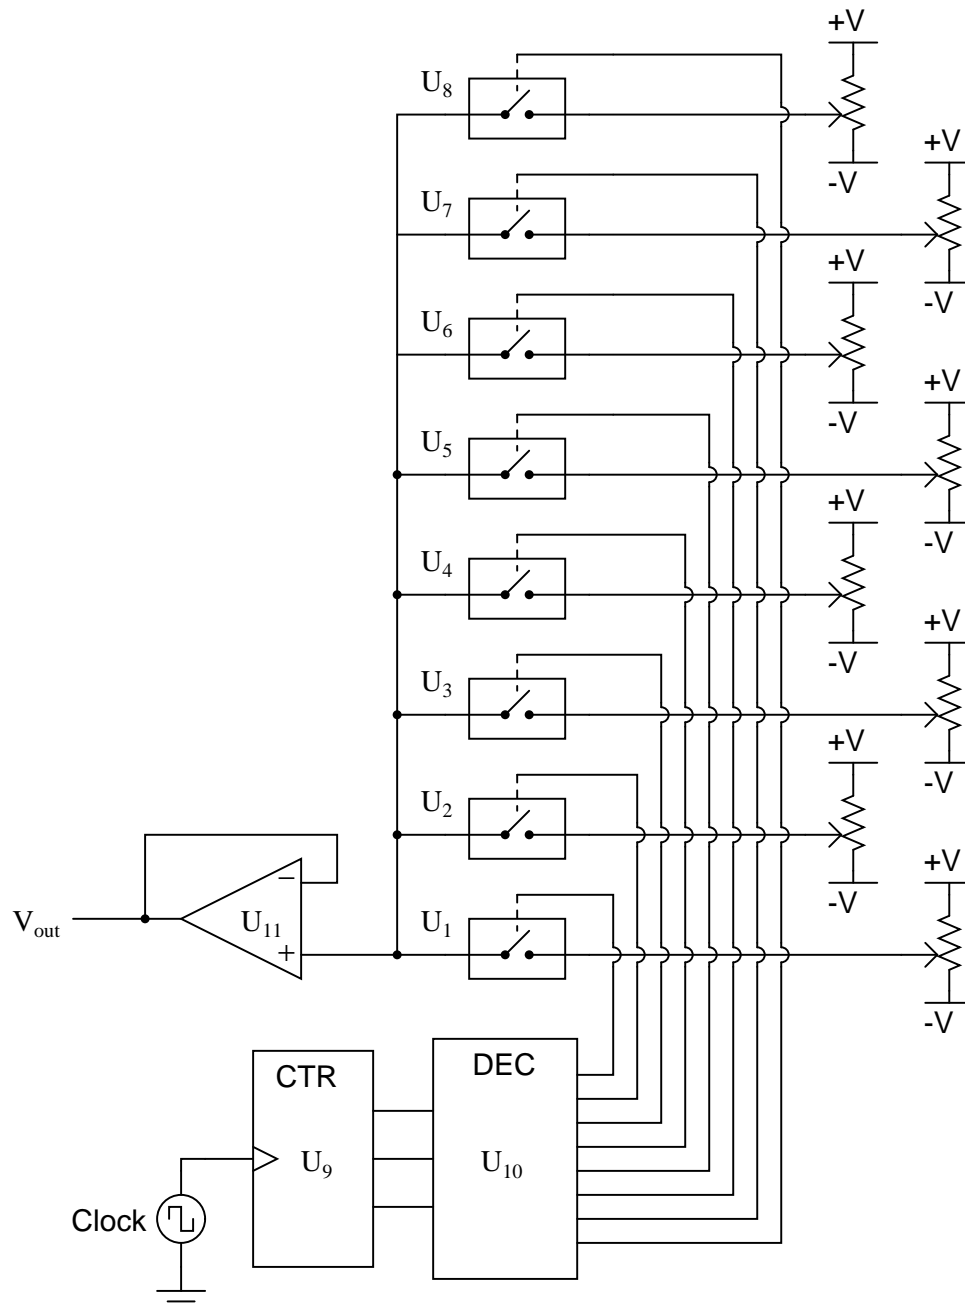 +V
U8
-V
+V
U7
-V
+V
U6
-V
+V
U5
-V
+V
U4
-V
+V
U3
-V
+V
U2
-V
+V
−
Vout
U11
U1
+
-V
CTR
DEC
U9
U10
Clock